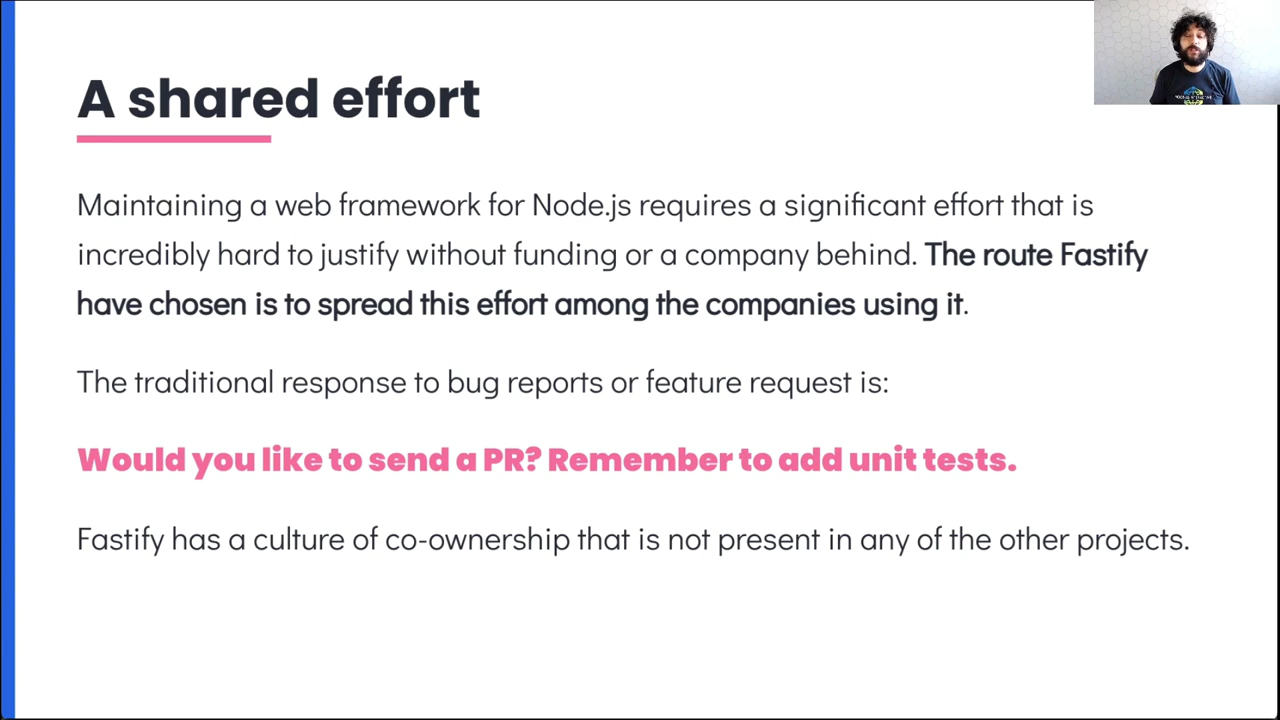 A shared effort
Maintaining a web framework for Node.js requires a significant effort that is
incredibly hard to justify without funding or a company behind. The route Fastify
have chosen is to spread this effort among the companies using it.
The traditional response to bug reports or feature request is:
Would you like to send a PR? Remember to add unit tests.
Fastify has a culture of co-ownership that is not present in any of the other projects.